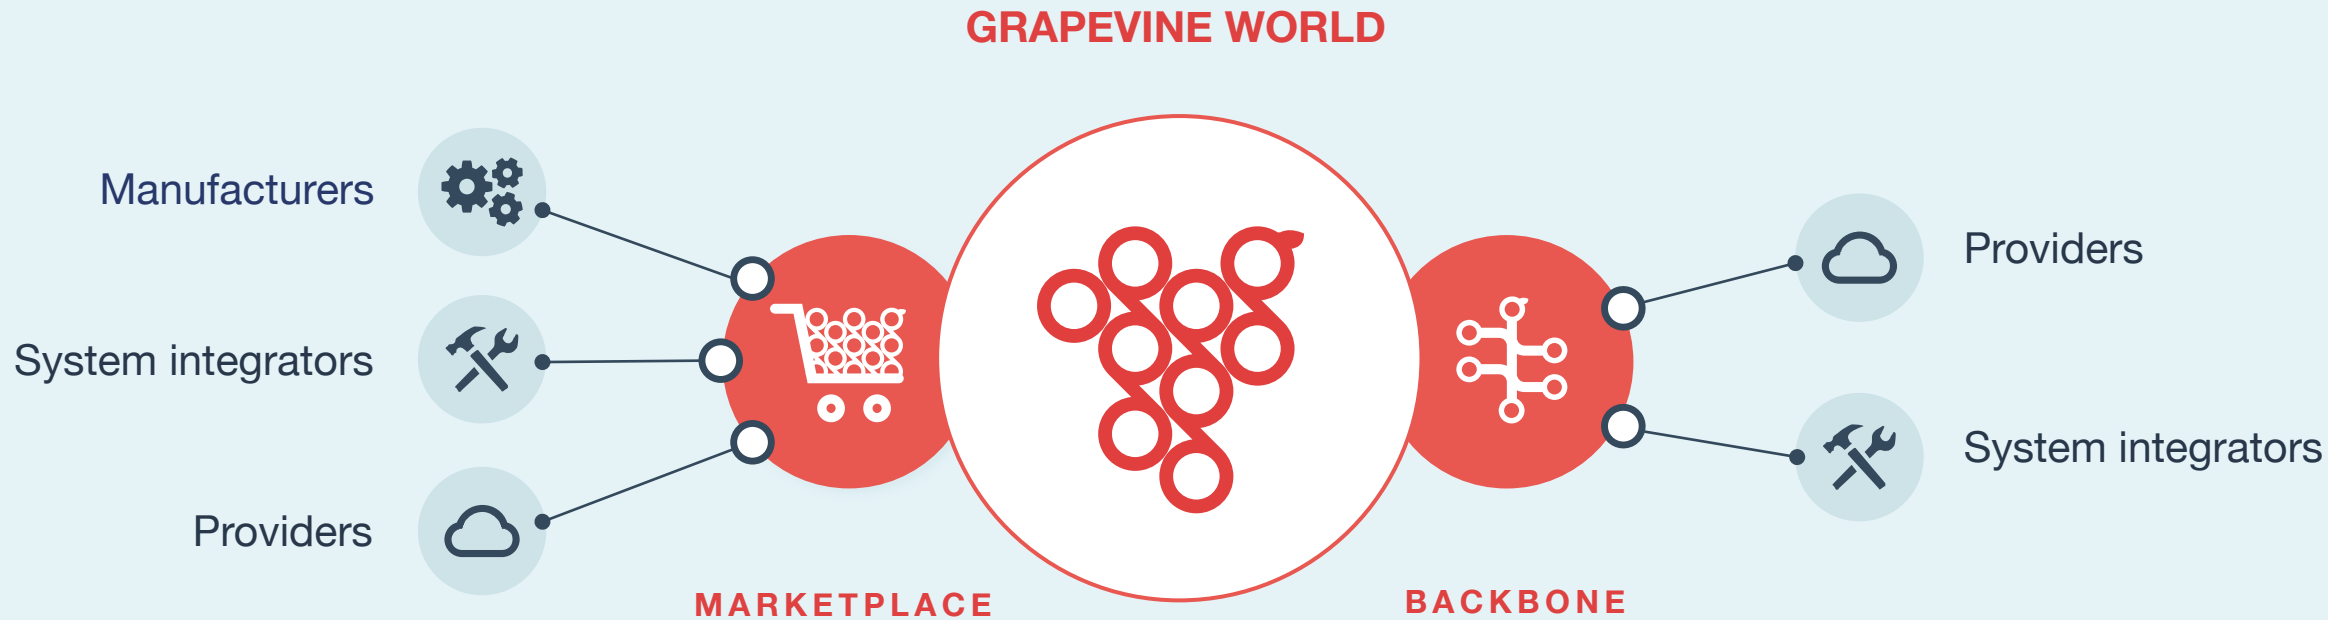 GRAPEVINE WORLD
Manufacturers
System integrators
Providers
MARKETPLACE
Providers
System integrators
BACKBONE